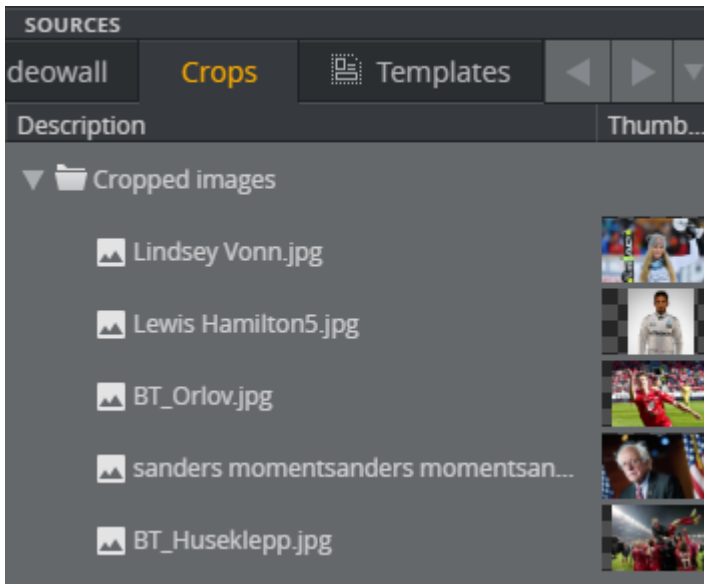 SOURCES
deowall Crops Templates
Description Thumb...
Cropped images
Lindsey Vonn.jpg
Lewis Hamilton5.jpg
BT_Orlov.jpg
sanders momentsanders momentsan...
BT_Huseklepp.jpg